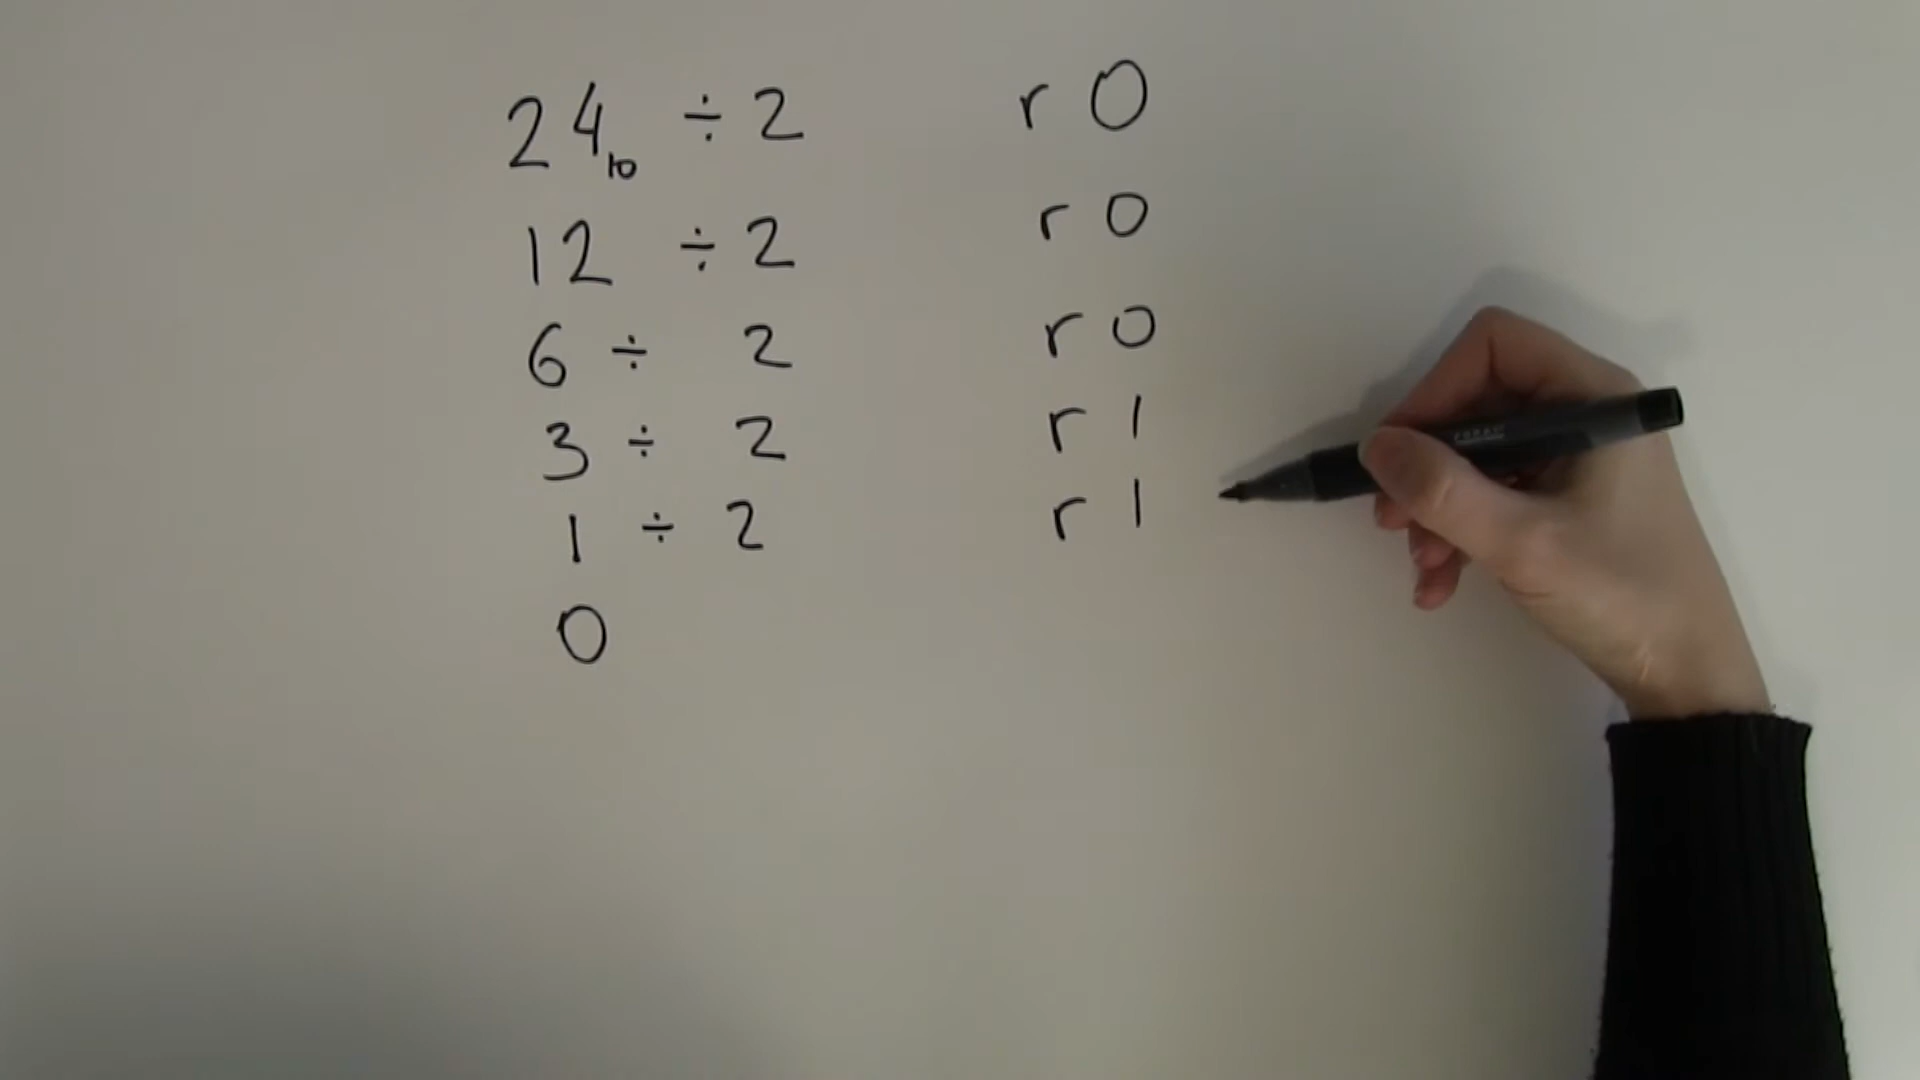 24₁₀ ÷ 2 r 0
12 ÷ 2 r 0
6 ÷ 2 r 0
3 ÷ 2 r 1
1 ÷ 2 r 1
0